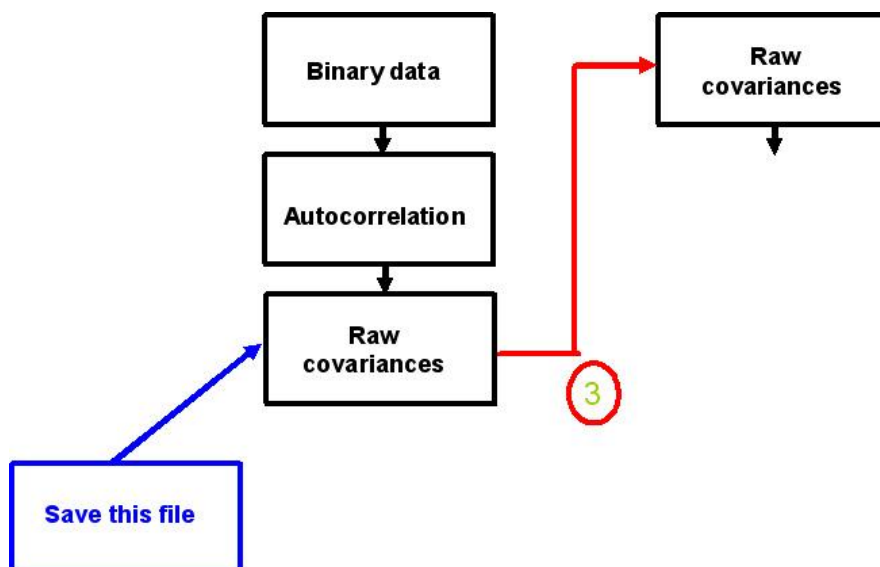 Binary data
Autocorrelation
Raw
covariances
Save this file
3
Raw
covariances